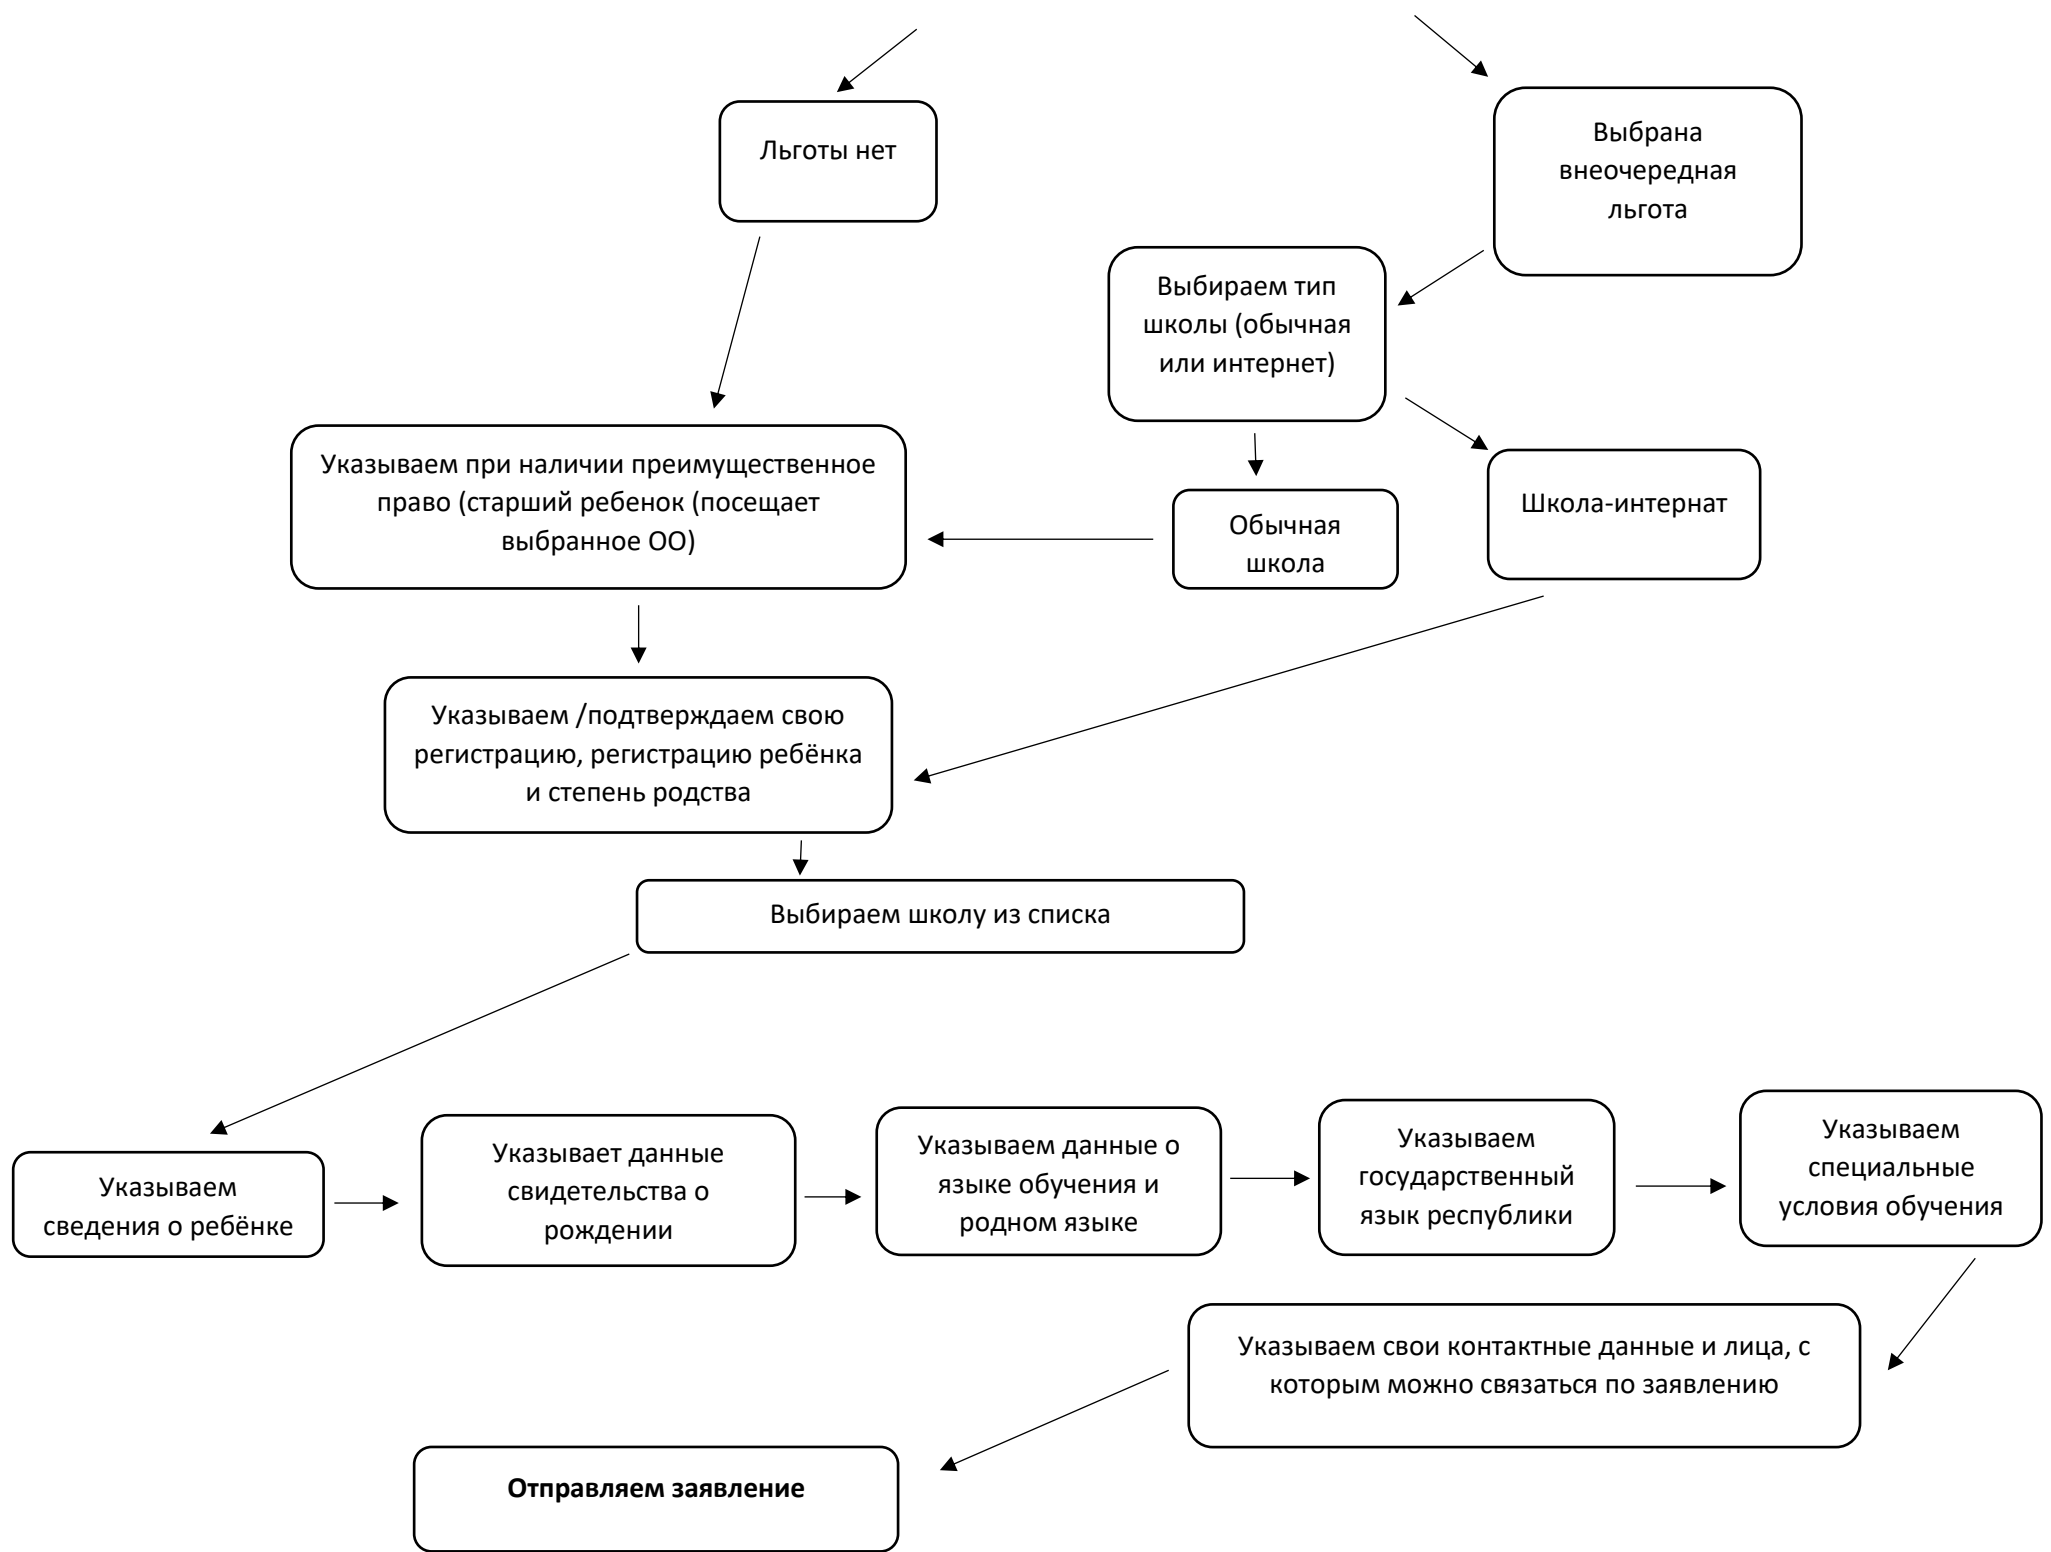 Льготы нет
Выбрана
внеочередная
льгота
Выбираем тип
школы (обычная
или интернет)
Указываем при наличии преимущественное
право (старший ребенок (посещает
выбранное ОО)
Обычная
школа
Школа-интернат
Указываем /подтверждаем свою
регистрацию, регистрацию ребёнка
и степень родства
Выбираем школу из списка
Указываем
сведения о ребёнке
Указывает данные
свидетельства о
рождении
Указываем данные о
языке обучения и
родном языке
Указываем
государственный
язык республики
Указываем
специальные
условия обучения
Указываем свои контактные данные и лица, с
которым можно связаться по заявлению
Отправляем заявление